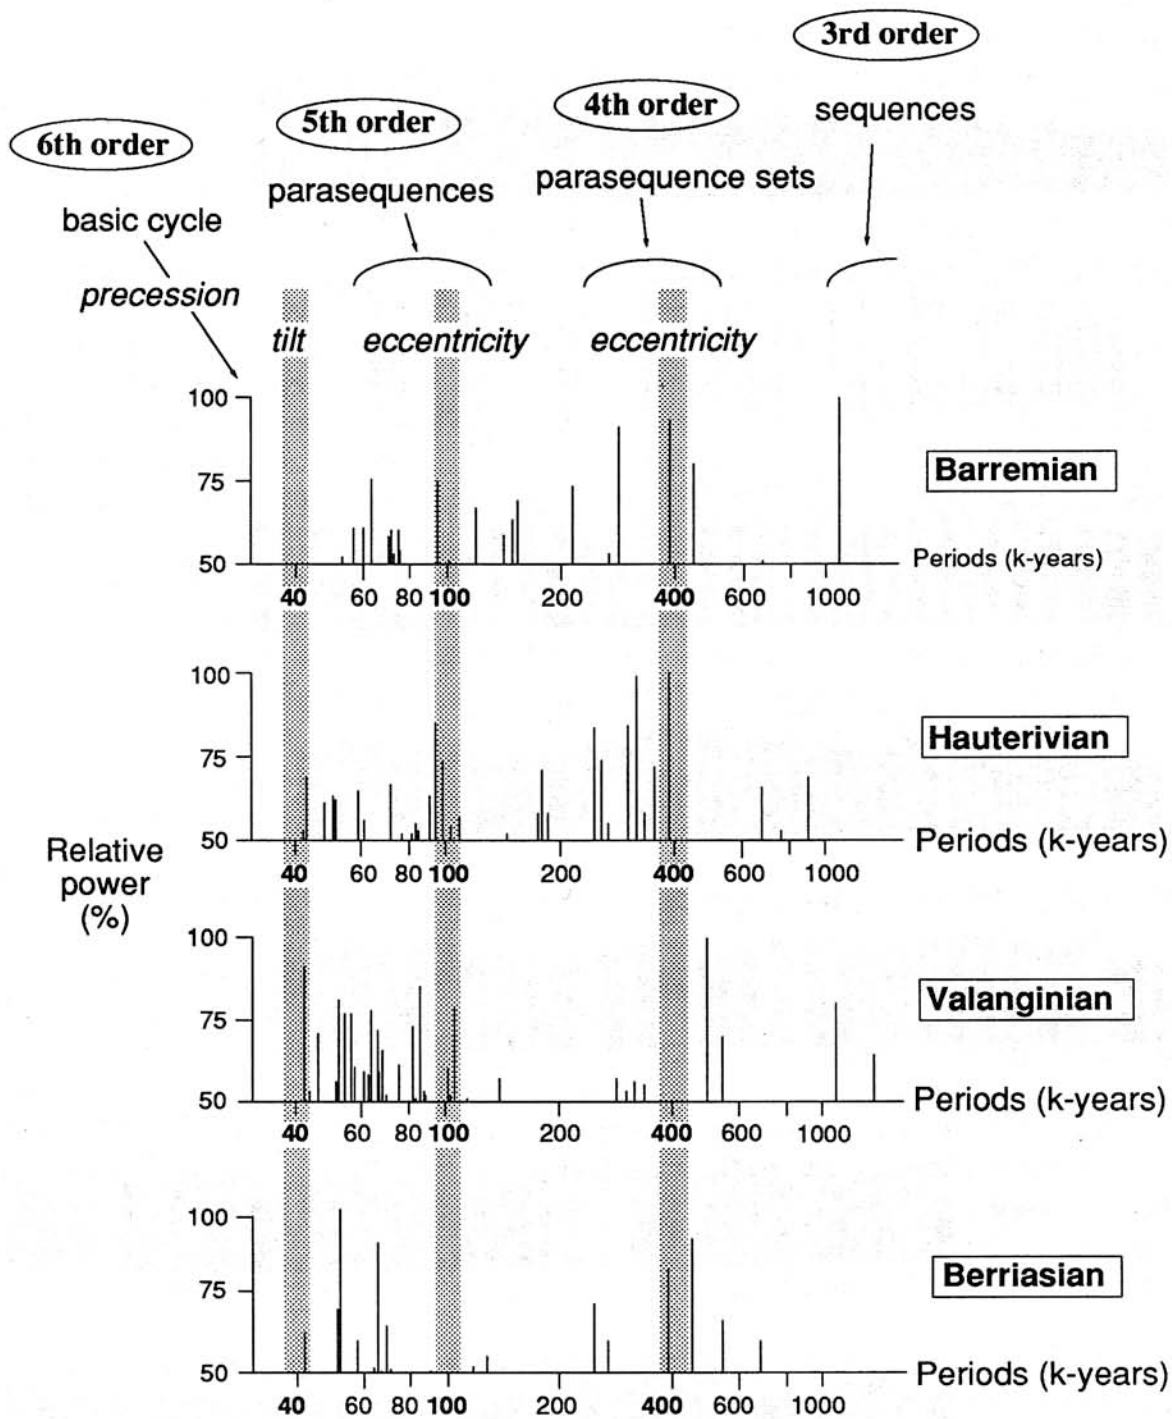 3rd order
sequences
4th order
parasequence sets
5th order
parasequences
6th order
basic cycle
precession
tilt
eccentricity
eccentricity
100
75
50
Barremian
Periods (k-years)
40 60 80 100 200 400 600 1000
100
75
50
Hauterivian
Periods (k-years)
40 60 80 100 200 400 600 1000
Relative
power
(%)
100
75
50
Valanginian
Periods (k-years)
40 60 80 100 200 400 600 1000
100
75
50
Berriasian
Periods (k-years)
40 60 80 100 200 400 600 1000